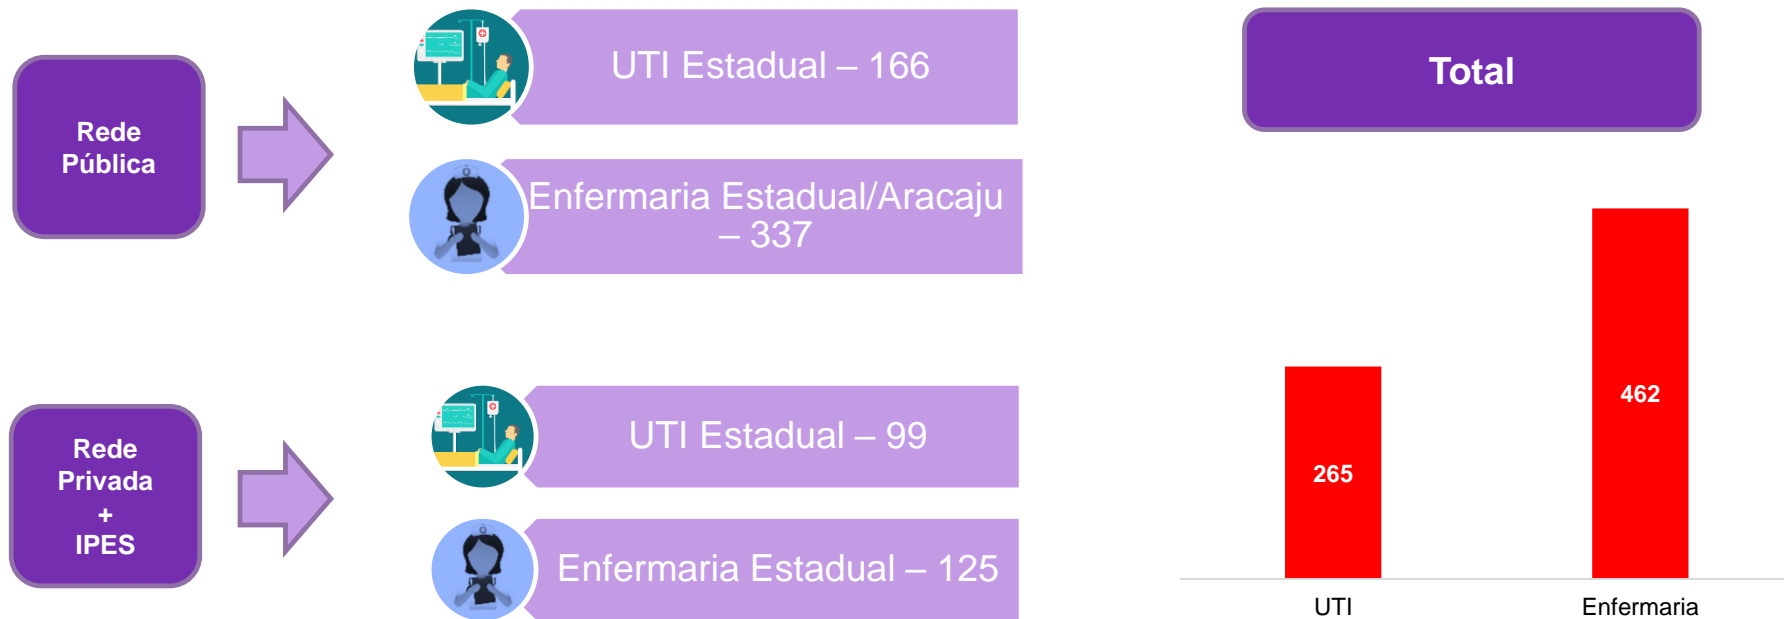 Rede
Pública
UTI Estadual – 166
Enfermaria Estadual/Aracaju
– 337
Rede
Privada
+
IPES
UTI Estadual – 99
Enfermaria Estadual – 125
Total
265
462
UTI
Enfermaria